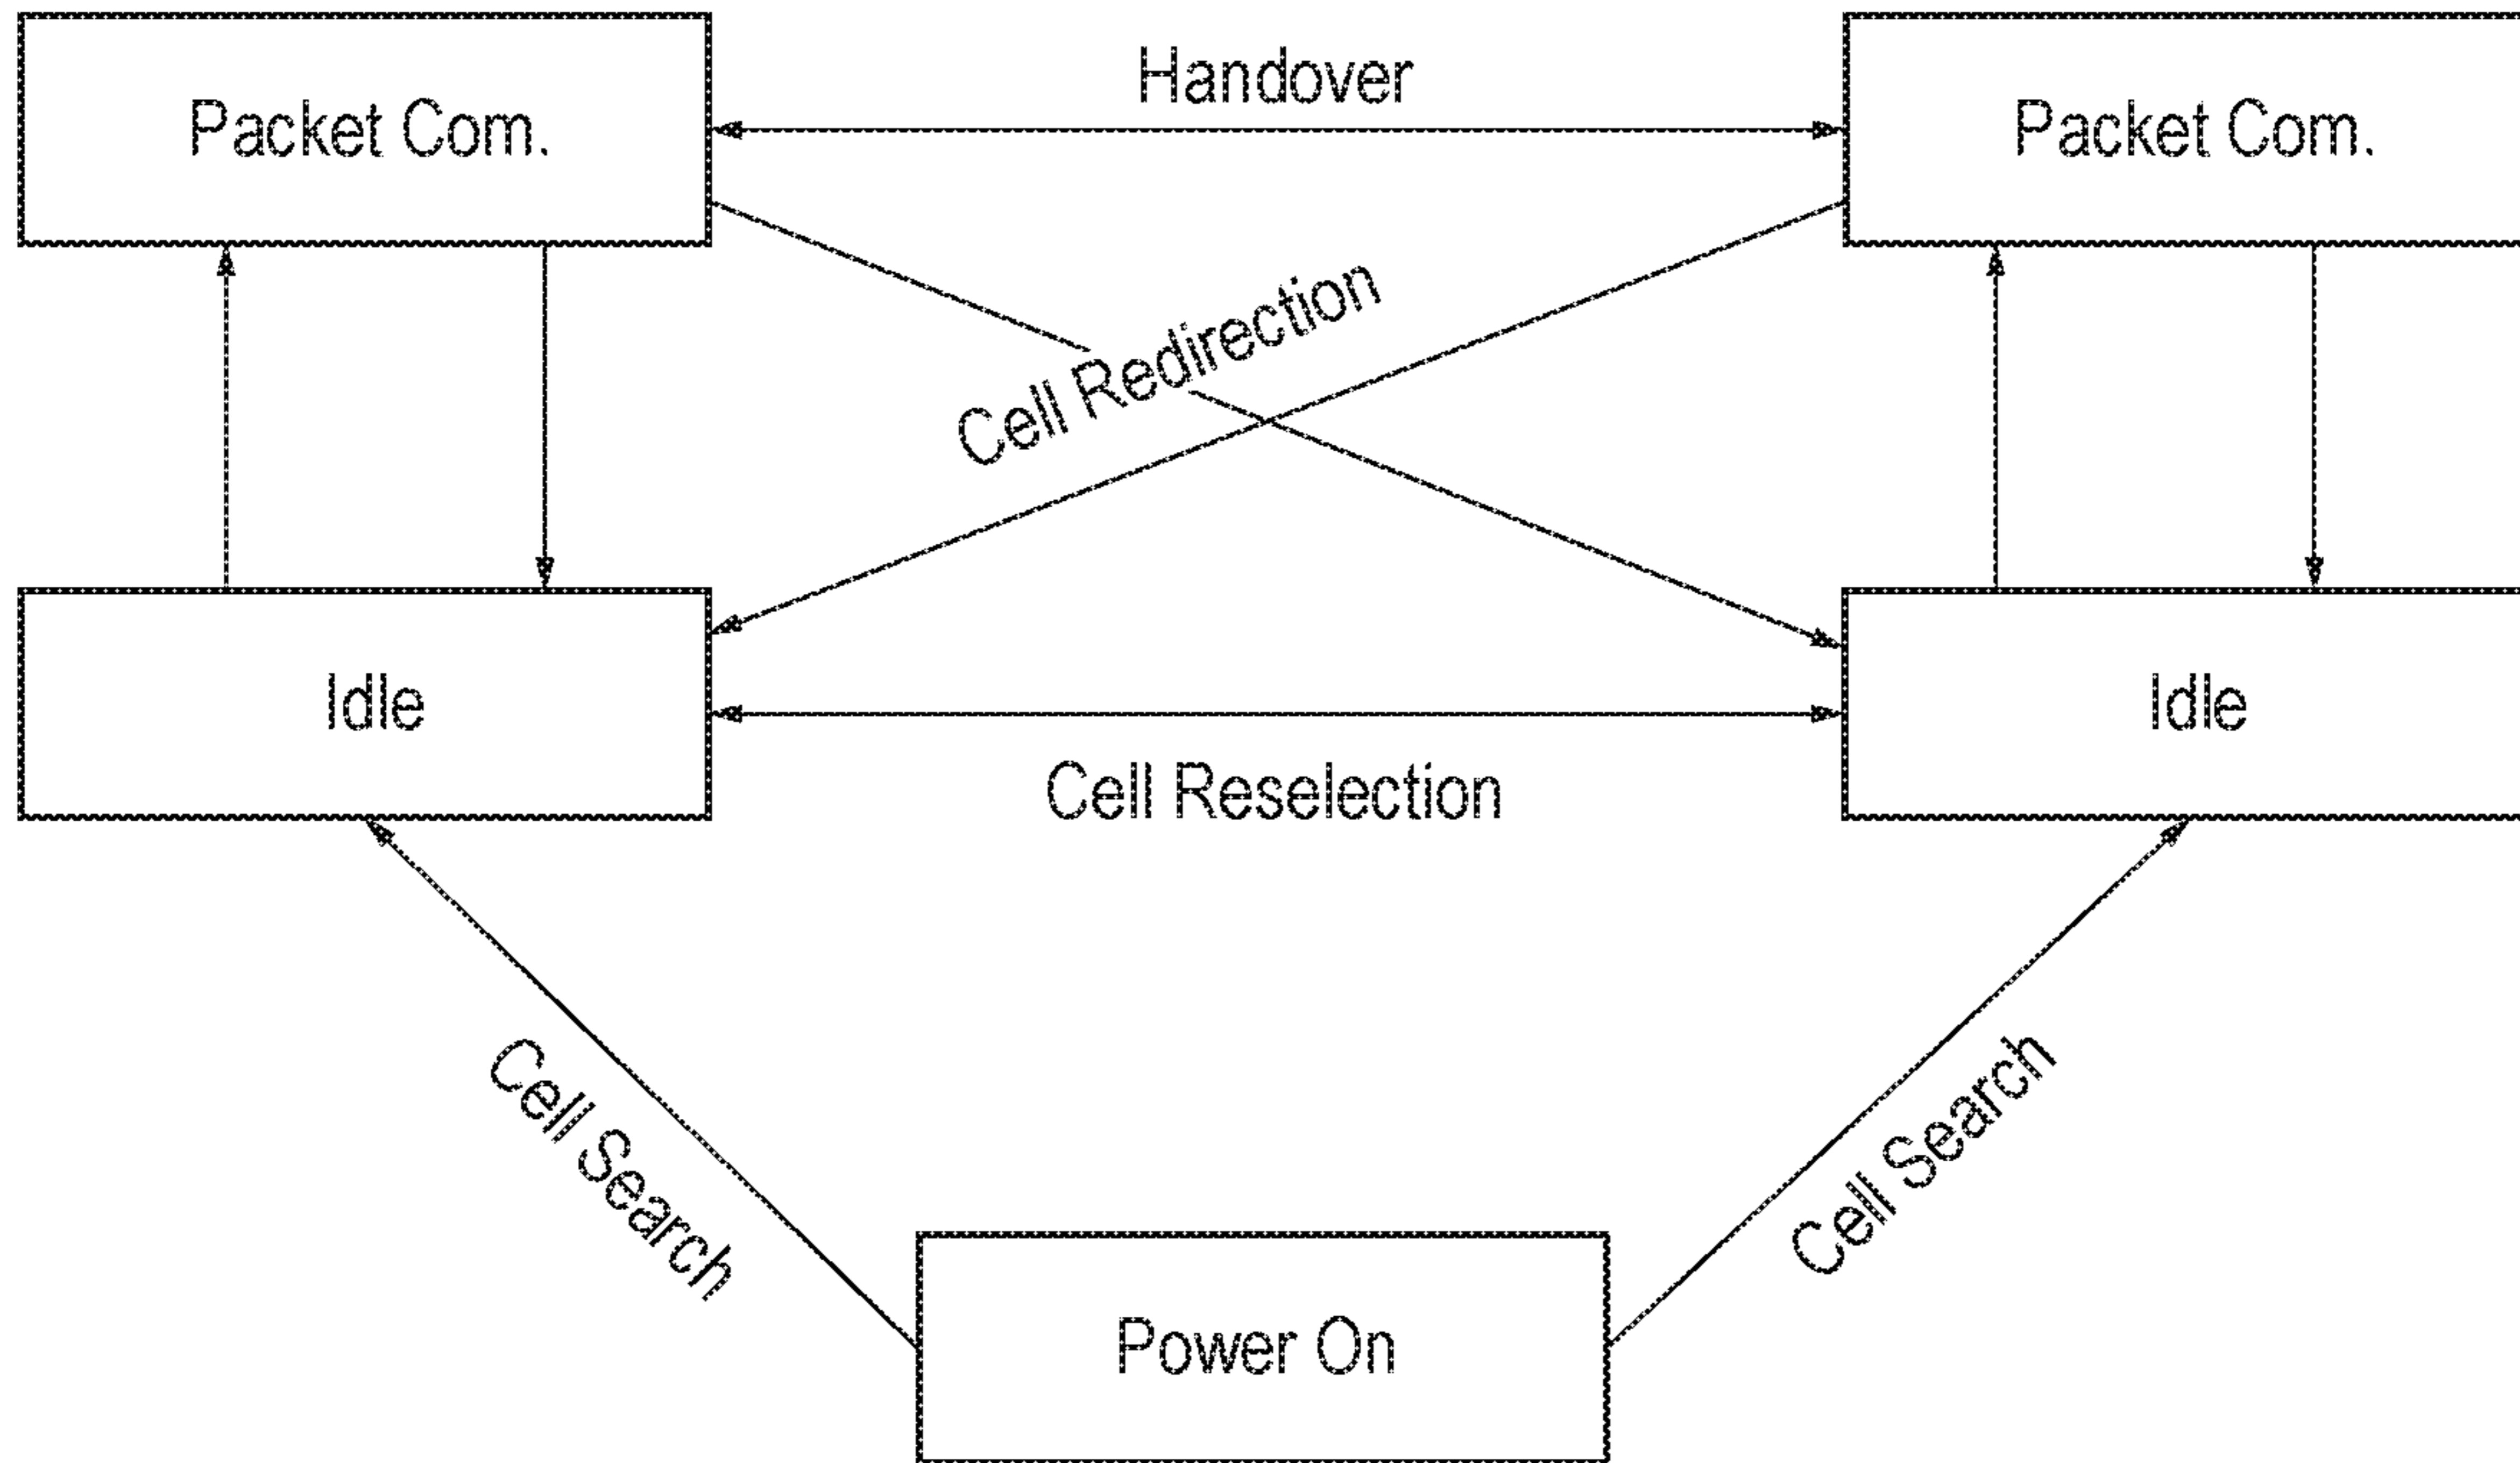 Packet Com.
Handover
Packet Com.
Cell Redirection
Idle
Cell Reselection
Idle
Cell Search
Cell Search
Power On